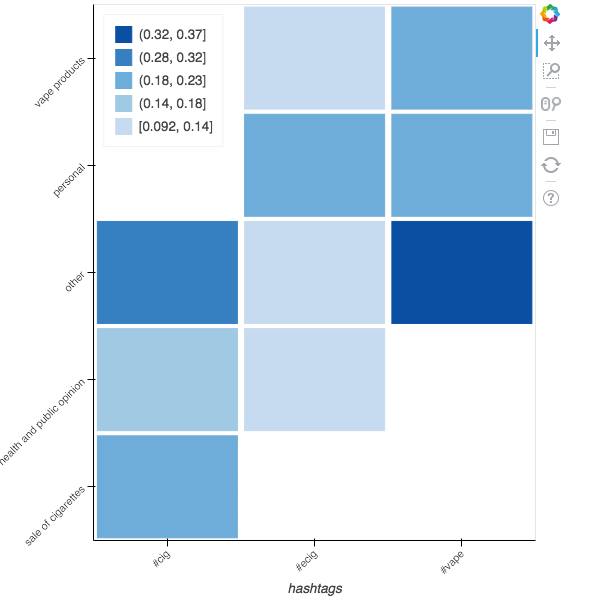 (0.32, 0.37]
(0.28, 0.32]
(0.18, 0.23]
(0.14, 0.18]
[0.092, 0.14]
vape products
personal
other
health and public opinion
sale of cigarettes
#cig
#ecig
#vape
hashtags
?